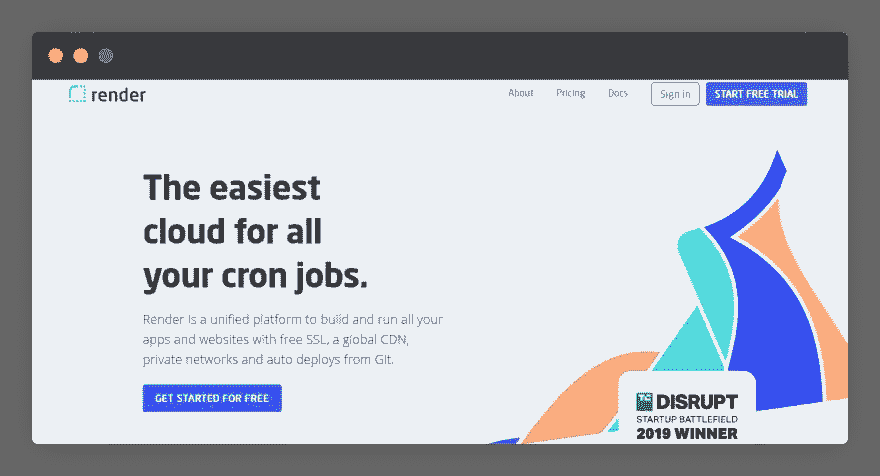 render
About Pricing Docs Sign in START FREE TRIAL
The easiest
cloud for all
your cron jobs.
Render is a unified platform to build and run all your
apps and websites with free SSL, a global CDN,
private networks and auto deploys from Git.
GET STARTED FOR FREE
DISRUPT
STARTUP BATTLEFIELD
2019 WINNER